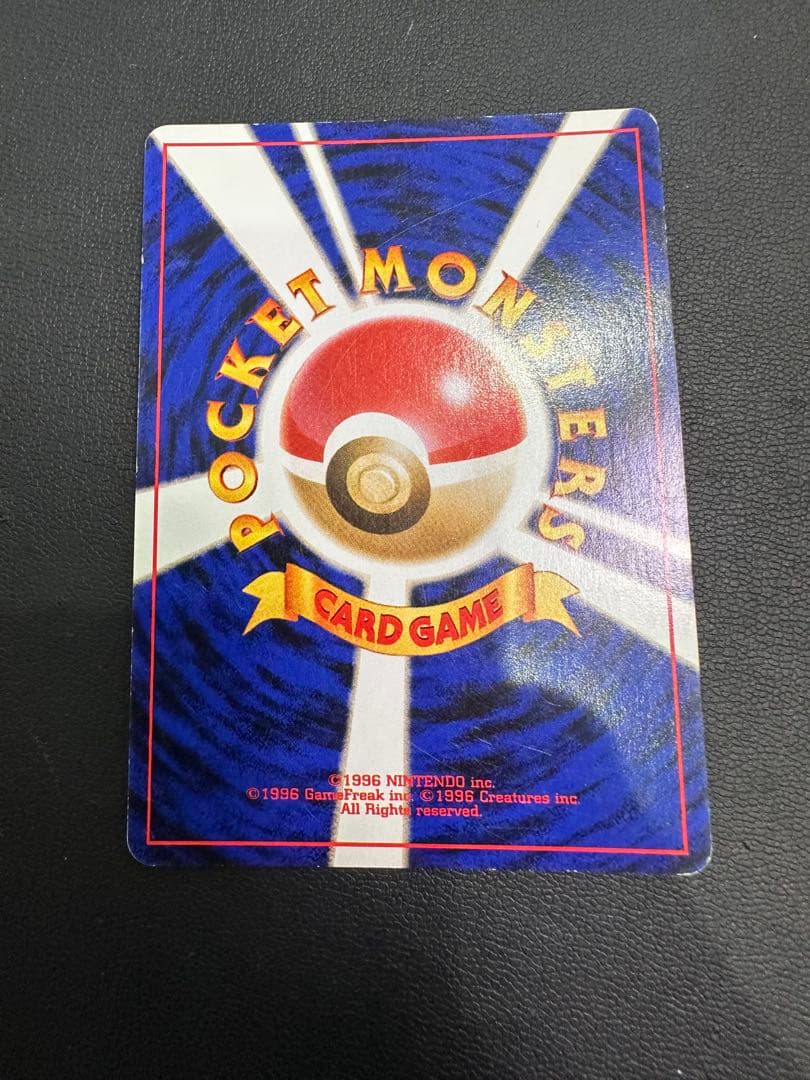 POCKET MONSTERS
CARD GAME
©1996 NINTENDO inc.
©1996 GameFreak inc. ©1996 Creatures inc.
All Rights reserved.